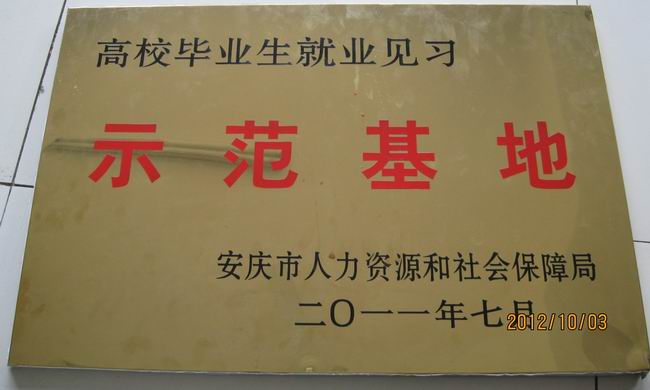 高校毕业生就业见习
示范基地
安庆市人力资源和社会保障局
二〇一一年七月
2012/10/03